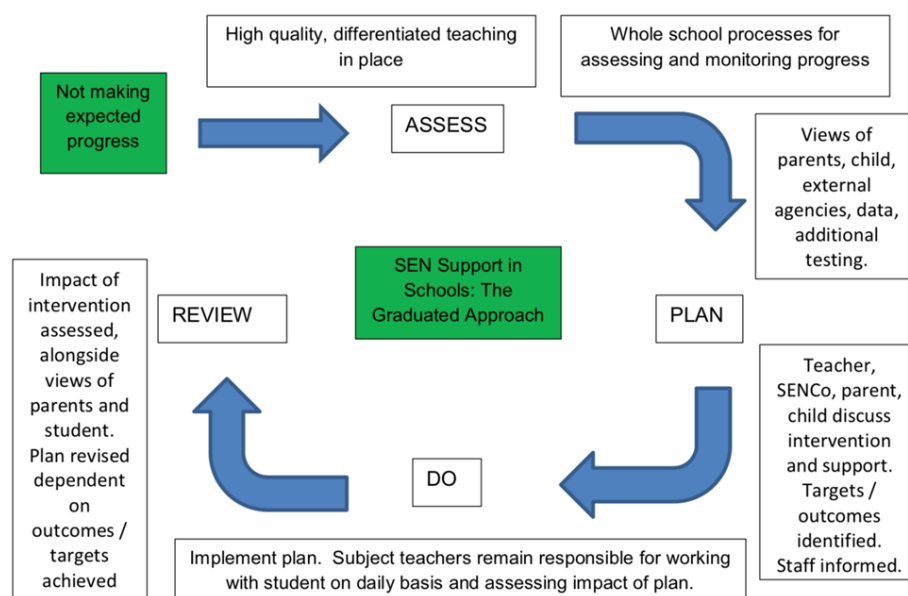 High quality, differentiated teaching
in place
Whole school processes for
assessing and monitoring progress
Not making
expected
progress
ASSESS
Views of
parents, child,
external
agencies, data,
additional
testing.
SEN Support in
Schools: The
Graduated Approach
PLAN
Teacher,
SENCo, parent,
child discuss
intervention
and support.
Targets /
outcomes
identified.
Staff informed.
DO
Implement plan.  Subject teachers remain responsible for working
with student on daily basis and assessing impact of plan.
REVIEW
Impact of
intervention
assessed,
alongside
views of
parents and
student.
Plan revised
dependent
on
outcomes /
targets
achieved